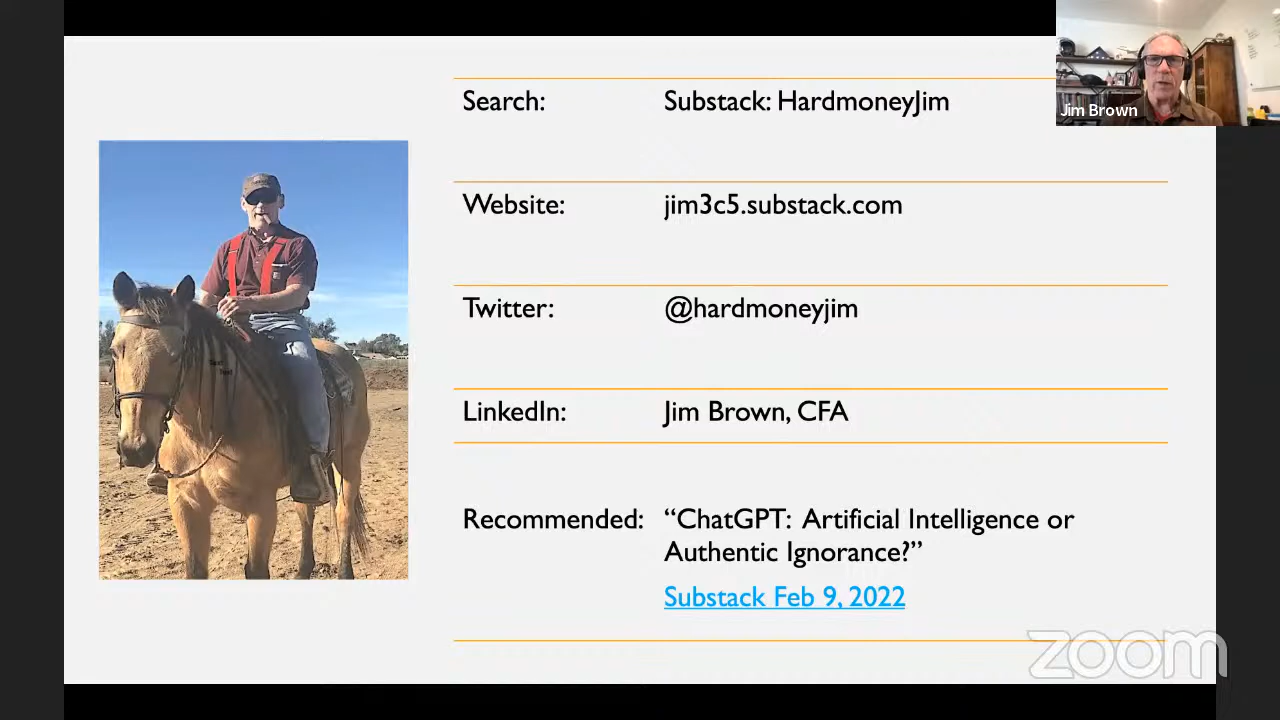 Search: Substack: HardmoneyJim
Jim Brown
Website: jim3c5.substack.com
Twitter: @hardmoneyjim
LinkedIn: Jim Brown, CFA
Recommended: “ChatGPT: Artificial Intelligence or
Authentic Ignorance?”
Substack Feb 9, 2022
zoom